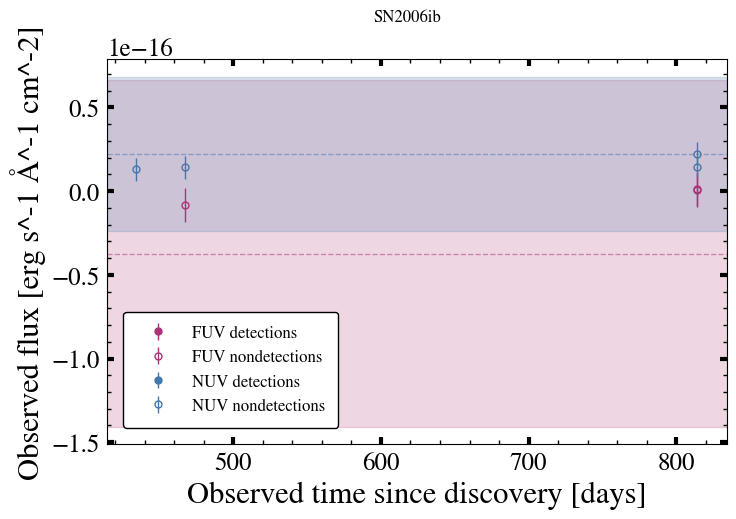 SN2006ib
1e−16
Observed flux [erg s^-1 Å^-1 cm^-2]
0.5
0.0
−0.5
−1.0
−1.5
FUV detections
FUV nondetections
NUV detections
NUV nondetections
500 600 700 800
Observed time since discovery [days]